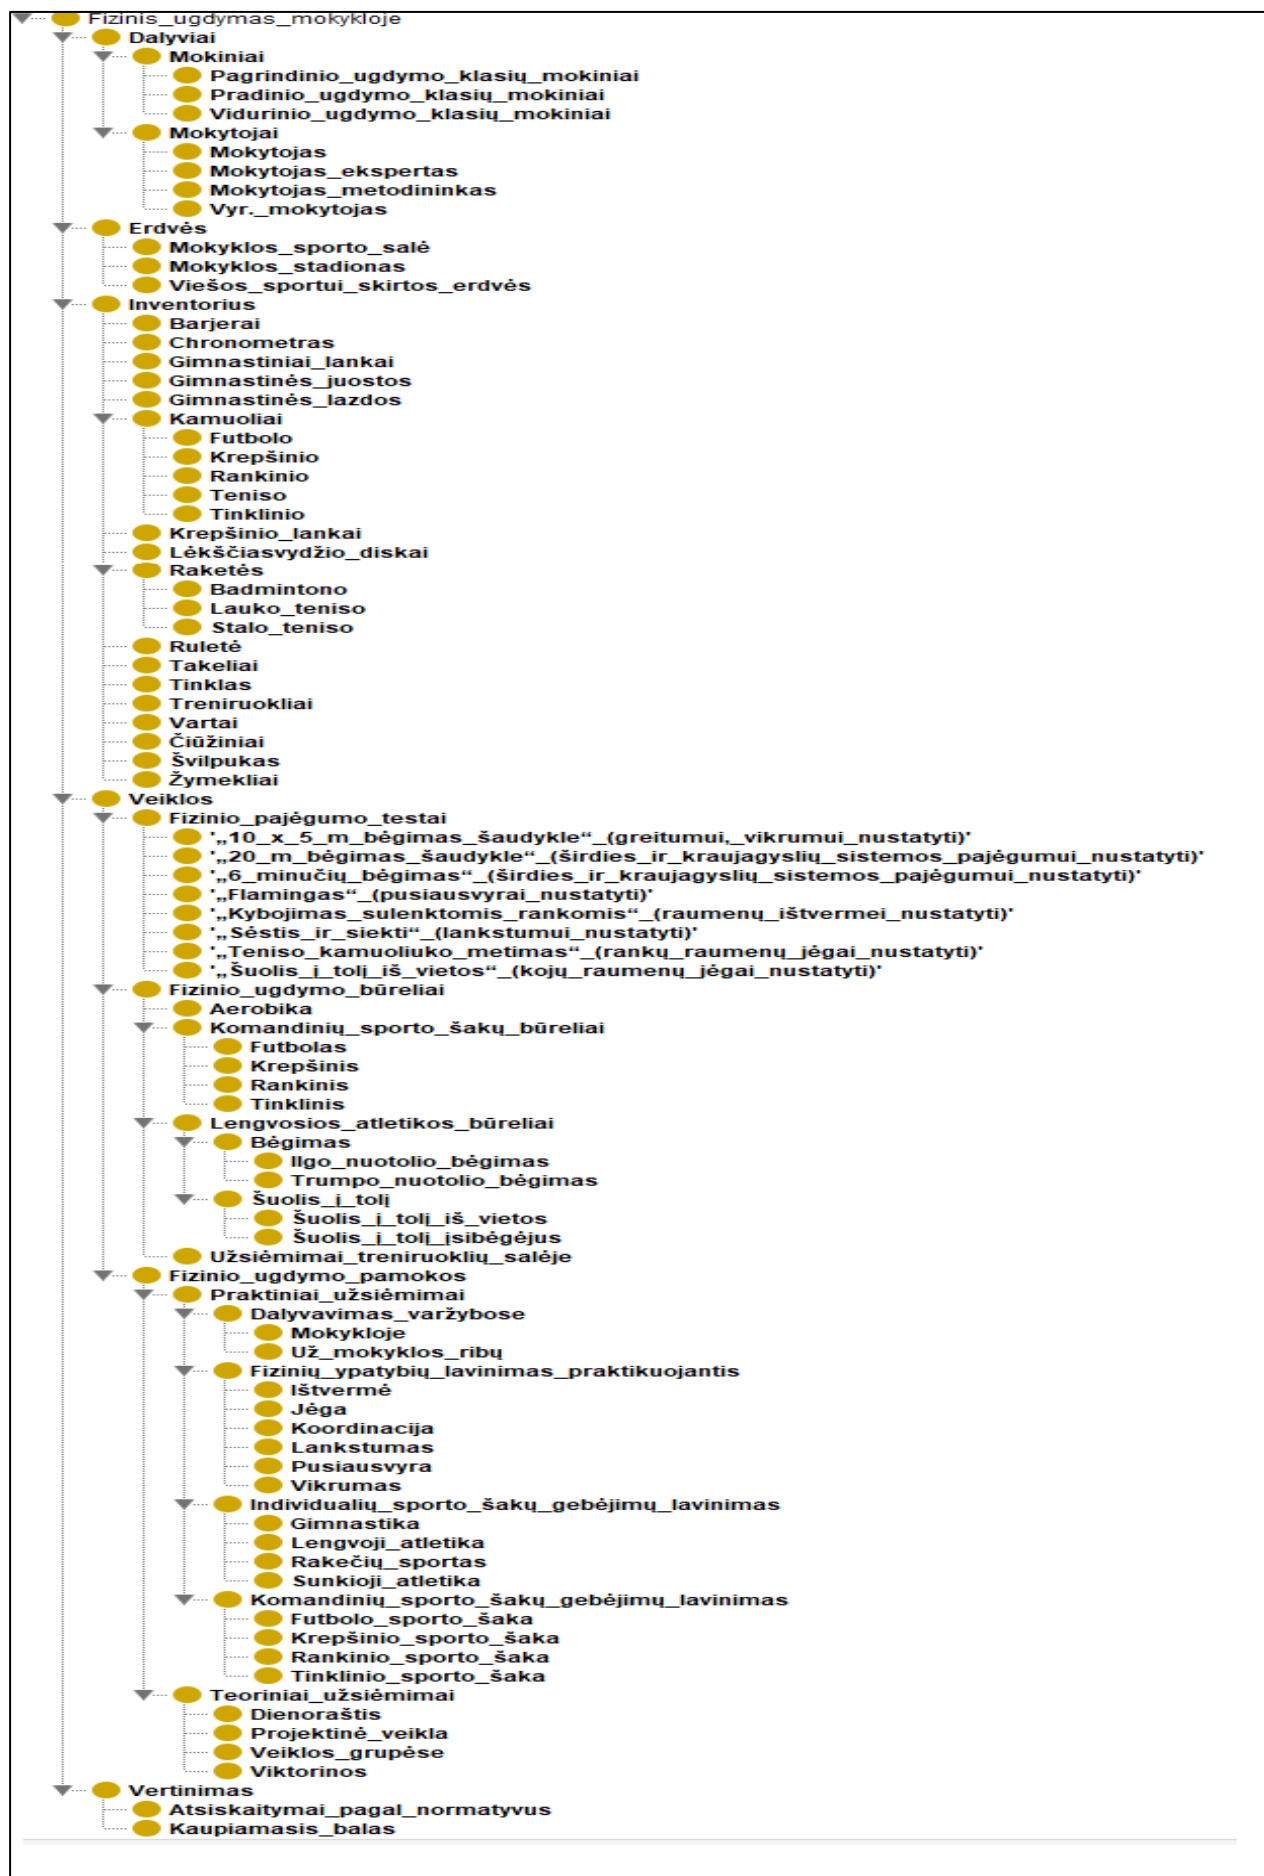 Fizinis_ugdymas_mokykloje
Dalyviai
Mokiniai
Pagrindinio_ugdymo_klasių_mokiniai
Pradinio_ugdymo_klasių_mokiniai
Vidurinio_ugdymo_klasių_mokiniai
Mokytojai
Mokytojas
Mokytojas_ekspertas
Mokytojas_metodininkas
Vyr._mokytojas
Erdvės
Mokyklos_sporto_salė
Mokyklos_stadionas
Viešos_sportui_skirtos_erdvės
Inventorius
Barjerai
Chronometras
Gimnastiniai_lankai
Gimnastinės_juostos
Gimnastinės_lazdos
Kamuoliai
Futbolo
Krepšinio
Rankinio
Teniso
Tinklinio
Krepšinio_lankai
Lėkščiasvydžio_diskai
Raketės
Badmintono
Lauko_teniso
Stalo_teniso
Ruletė
Takeliai
Tinklas
Treniruokliai
Vartai
Čiūžiniai
Švilpukas
Žymekliai
Veiklos
Fizinio_pajėgumo_testai
'„10_x_5_m_bėgimas_šaudykle“_(greitumui,_vikrumui_nustatyti)'
'„20_m_bėgimas_šaudykle“_(širdies_ir_kraujagyslių_sistemos_pajėgumui_nustatyti)'
'„6_minučių_bėgimas“_(širdies_ir_kraujagyslių_sistemos_pajėgumui_nustatyti)'
'„Flamingas“_(pusiausvyrai_nustatyti)'
'„Kybojimas_sulenktomis_rankomis“_(raumenų_ištvermei_nustatyti)'
'„Sėstis_ir_siekti“_(lankstumui_nustatyti)'
'„Teniso_kamuoliuko_metimas“_(rankų_raumenų_jėgai_nustatyti)'
'„Šuolis_į_tolį_iš_vietos“_(kojų_raumenų_jėgai_nustatyti)'
Fizinio_ugdymo_būreliai
Aerobika
Komandinių_sporto_šakų_būreliai
Futbolas
Krepšinis
Rankinis
Tinklinis
Lengvosios_atletikos_būreliai
Bėgimas
Ilgo_nuotolio_bėgimas
Trumpo_nuotolio_bėgimas
Šuolis_į_tolį
Šuolis_į_tolį_iš_vietos
Šuolis_į_tolį_įsibėgėjus
Užsiėmimai_treniruoklių_salėje
Fizinio_ugdymo_pamokos
Praktiniai_užsiėmimai
Dalyvavimas_varžybose
Mokykloje
Už_mokyklos_ribų
Fizinių_ypatybių_lavinimas_praktikuojantis
Ištvermė
Jėga
Koordinacija
Lankstumas
Pusiausvyra
Vikrumas
Individualių_sporto_šakų_gebėjimų_lavinimas
Gimnastika
Lengvoji_atletika
Rakečių_sportas
Sunkioji_atletika
Komandinių_sporto_šakų_gebėjimų_lavinimas
Futbolo_sporto_šaka
Krepšinio_sporto_šaka
Rankinio_sporto_šaka
Tinklinio_sporto_šaka
Teoriniai_užsiėmimai
Dienoraštis
Projektinė_veikla
Veiklos_grupėse
Viktorinos
Vertinimas
Atsiskaitymai_pagal_normatyvus
Kaupiamasis_balas